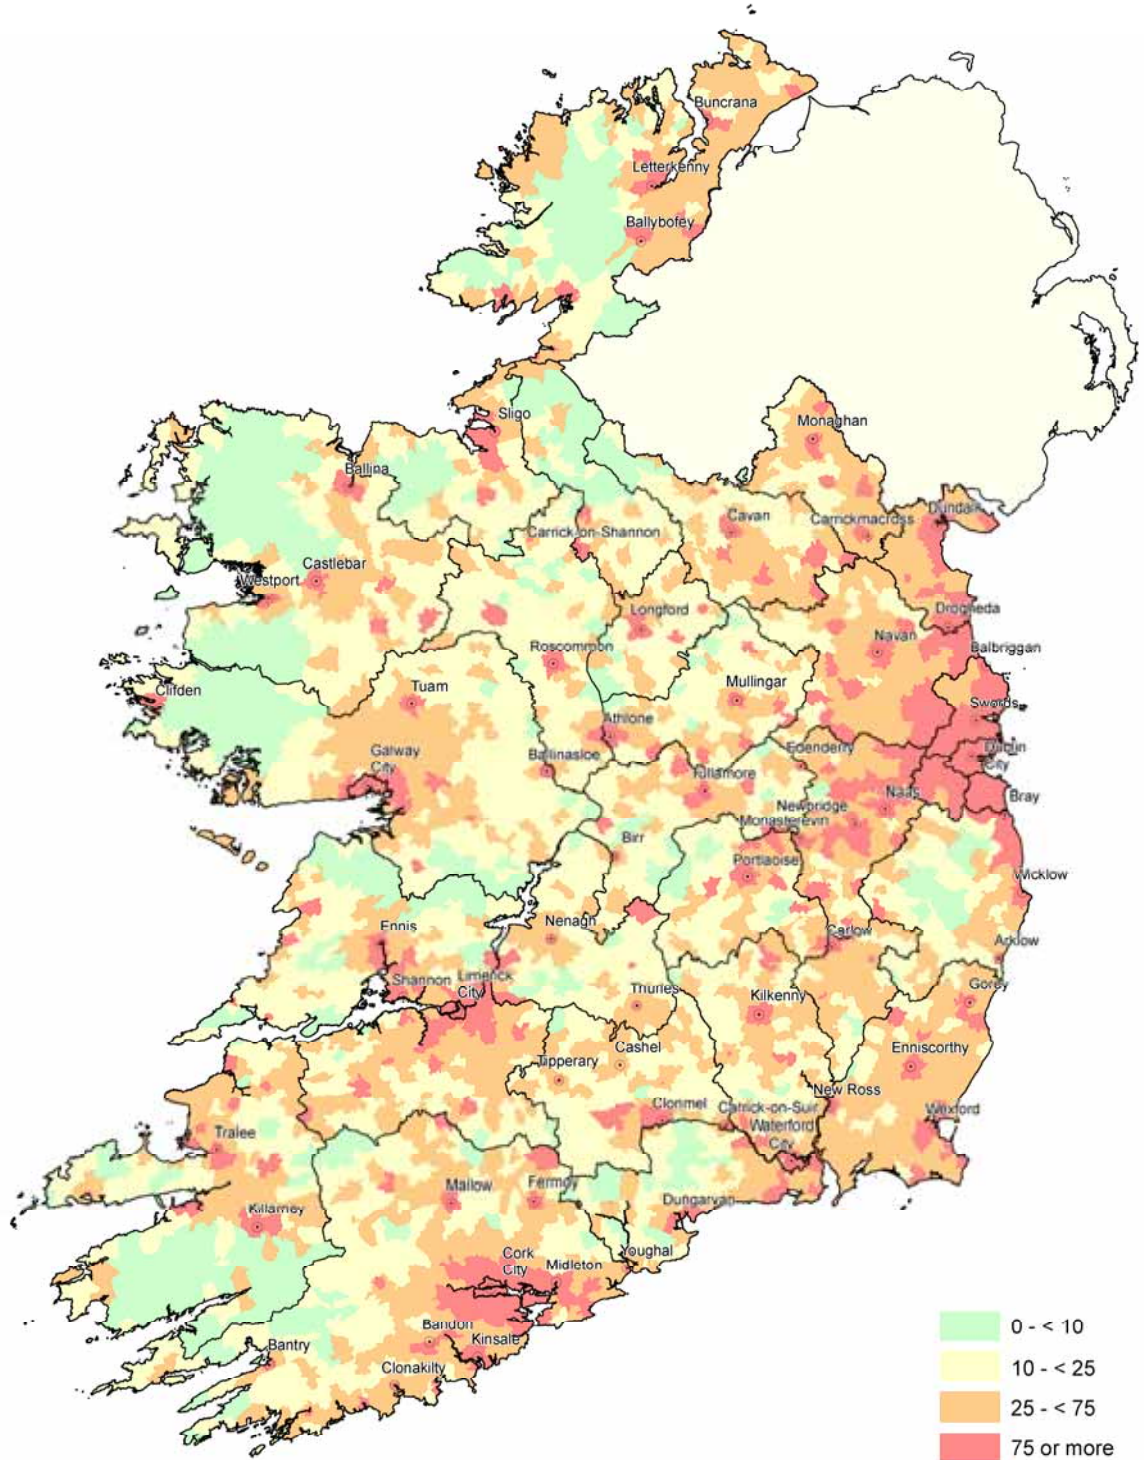 Buncrana
Letterkenny
Ballybofey
Sligo
Monaghan
Ballina
Dundalk
Cavan
Carrickmacross
Carrick-on-Shannon
Castlebar
Westport
Longford
Drogheda
Navan
Roscommon
Balbriggan
Mullingar
Tuam
Clifden
Swords
Athlone
Galway
City
Ballinasloe
Edenderry
Dublin
City
Tullamore
Naas
Bray
Newbridge
Monasterevin
Birr
Portlaoise
Wicklow
Ennis
Nenagh
Carlow
Arklow
Shannon
Limerick
City
Thurles
Kilkenny
Gorey
Cashel
Enniscorthy
Tipperary
New Ross
Clonmel
Carrick-on-Suir
Wexford
Waterford
City
Tralee
Mallow
Fermoy
Dungarvan
Killarney
Youghal
Cork
City
Midleton
Bandon
Kinsale
Bantry
Clonakilty
0 - < 10
10 - < 25
25 - < 75
75 or more